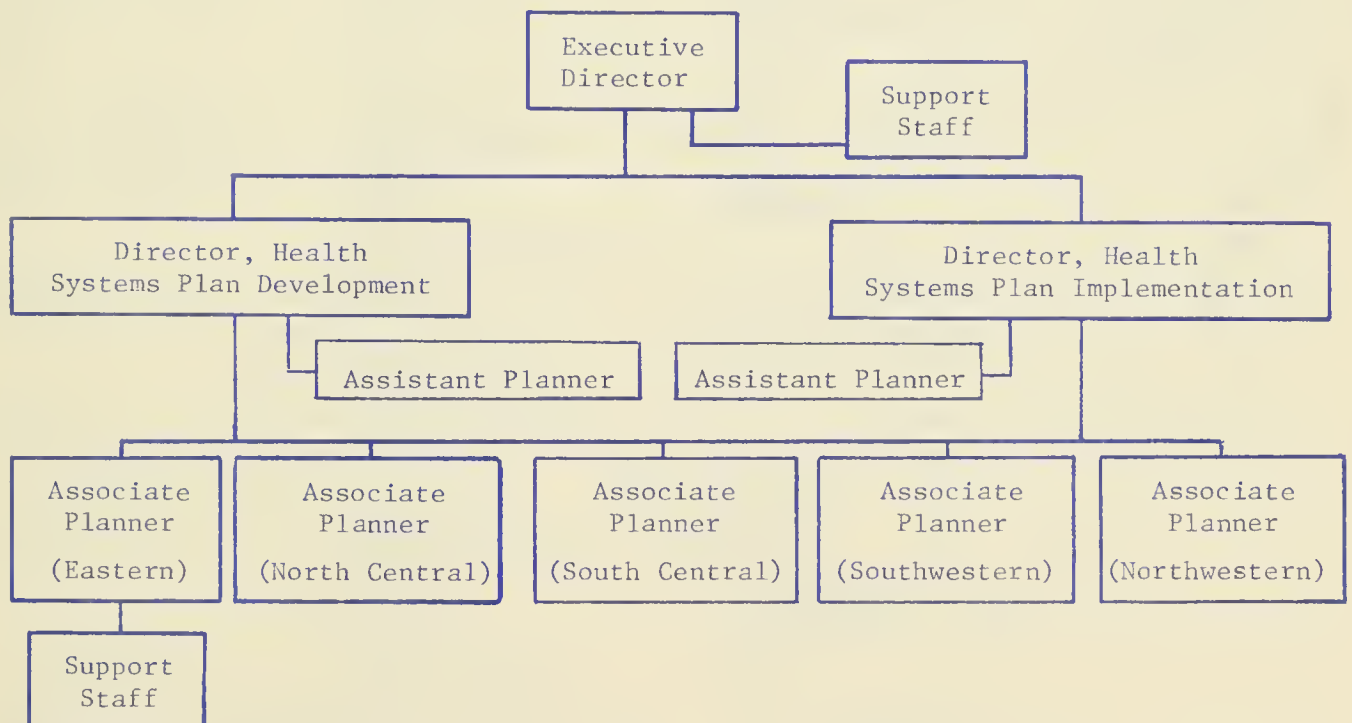 Executive
Director
Support
Staff
Director, Health
Systems Plan Development
Director, Health
Systems Plan Implementation
Assistant Planner
Assistant Planner
Associate
Planner
(Eastern)
Associate
Planner
(North Central)
Associate
Planner
(South Central)
Associate
Planner
(Southwestern)
Associate
Planner
(Northwestern)
Support
Staff